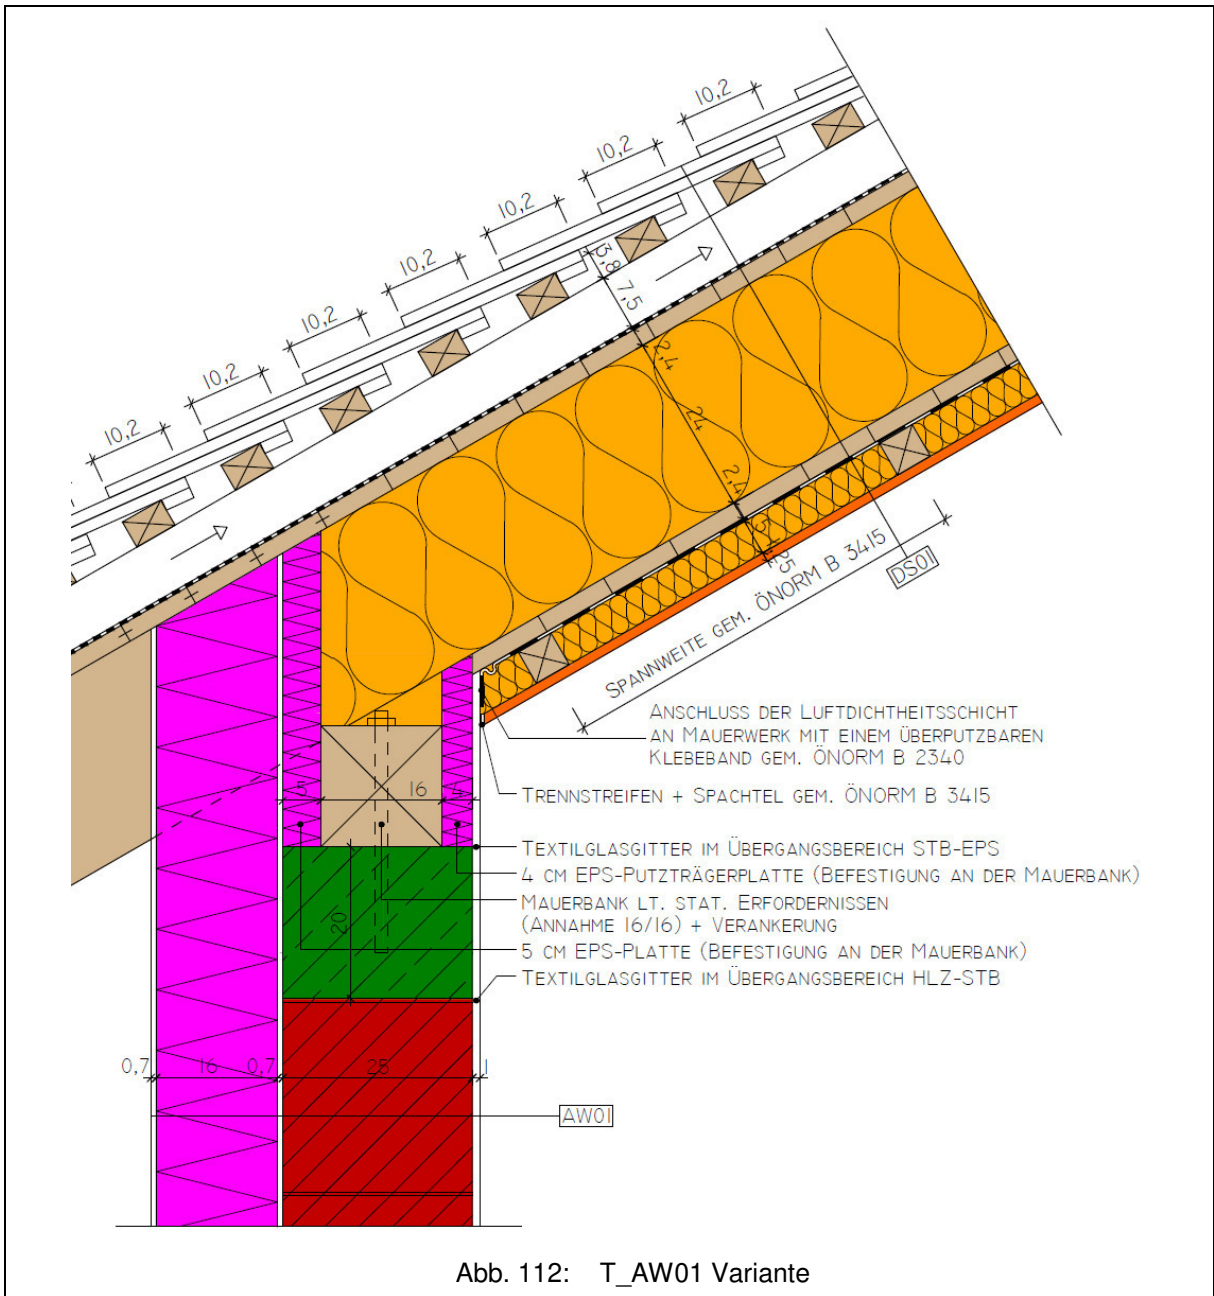 10,2
10,2
10,2
10,2
10,2
10,2
10,2
3,8
7,5
2,4
24
2,4
5
DS01
SPANNWEITE GEM. ÖNORM B 3415
ANSCHLUSS DER LUFTDICHTHEITSSCHICHT
AN MAUERWERK MIT EINEM ÜBERPUTZBAREN
KLEBEBAND GEM. ÖNORM B 2340
TRENNSTREIFEN + SPACHTEL GEM. ÖNORM B 3415
5 16 4
TEXTILGLASGITTER IM ÜBERGANGSBEREICH STB-EPS
4 CM EPS-PUTZTRÄGERPLATTE (BEFESTIGUNG AN DER MAUERBANK)
MAUERBANK LT. STAT. ERFORDERNISSEN
(ANNAHME 16/16) + VERANKERUNG
20
5 CM EPS-PLATTE (BEFESTIGUNG AN DER MAUERBANK)
TEXTILGLASGITTER IM ÜBERGANGSBEREICH HLZ-STB
0,7 16 0,7 25 1
AW01
Abb. 112: T_AW01 Variante